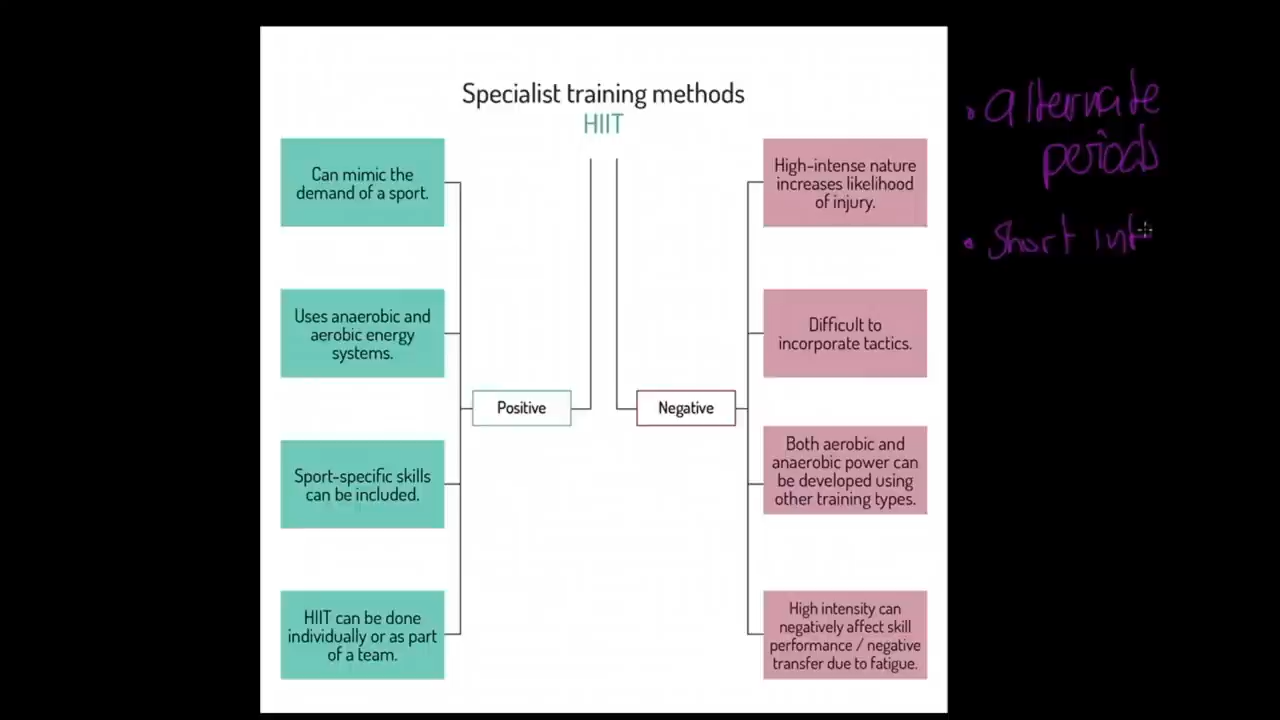 Specialist training methods
HIIT
Can mimic the
demand of a sport.
Uses anaerobic and
aerobic energy
systems.
Sport-specific skills
can be included.
HIIT can be done
individually or as part
of a team.
Positive
Negative
High-intense nature
increases likelihood
of injury.
Difficult to
incorporate tactics.
Both aerobic and
anaerobic power can
be developed using
other training types.
High intensity can
negatively affect skill
performance / negative
transfer due to fatigue.
• alternate
periods
• Short int